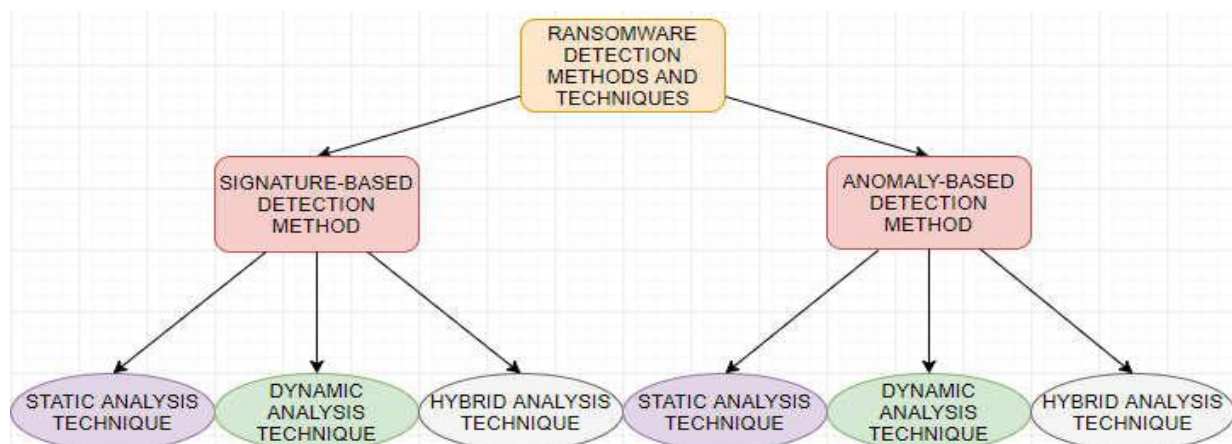 RANSOMWARE
DETECTION
METHODS AND
TECHNIQUES
SIGNATURE-BASED
DETECTION
METHOD
ANOMALY-BASED
DETECTION
METHOD
STATIC ANALYSIS
TECHNIQUE
DYNAMIC
ANALYSIS
TECHNIQUE
HYBRID ANALYSIS
TECHNIQUE
STATIC ANALYSIS
TECHNIQUE
DYNAMIC
ANALYSIS
TECHNIQUE
HYBRID ANALYSIS
TECHNIQUE